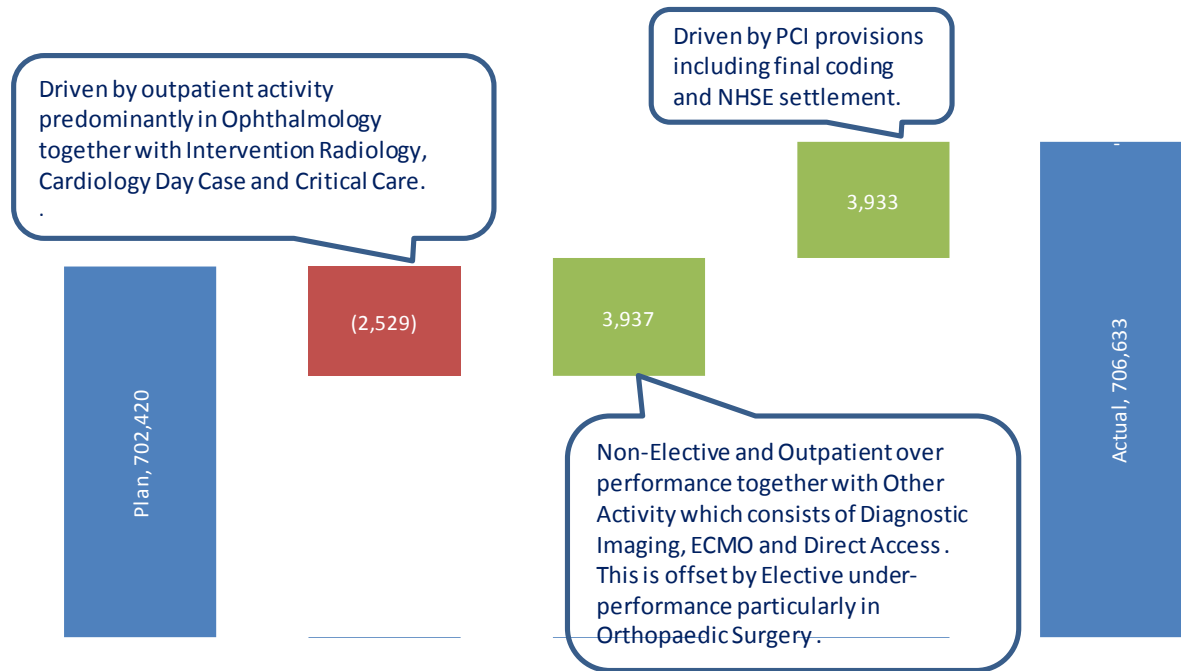 Driven by PCI provisions
including final coding
and NHSE settlement.
Driven by outpatient activity
predominantly in Ophthalmology
together with Intervention Radiology,
Cardiology Day Case and Critical Care.
.
-
3,933
(2,529)
3,937
Plan, 702,420
Actual, 706,633
Non-Elective and Outpatient over
performance together with Other
Activity which consists of Diagnostic
Imaging, ECMO and Direct Access .
This is offset by Elective under-
performance particularly in
Orthopaedic Surgery .